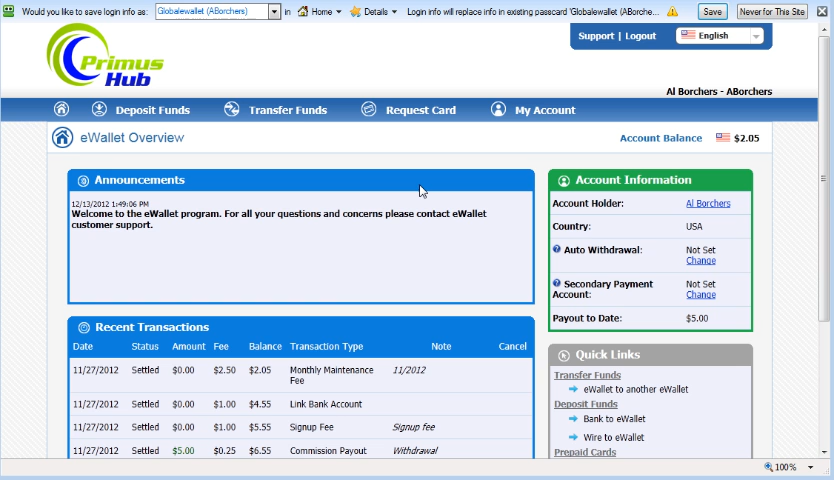 Would you like to save login info as: Globalewallet (ABorchers) in Home Details Login info will replace info in existing passcard 'Globalewallet (ABorche... Save Never for This Site
Support | Logout English
Primus
Hub
Al Borchers - ABorchers
Deposit Funds Transfer Funds Request Card My Account
eWallet Overview Account Balance $2.05
Announcements
12/13/2012 1:49:06 PM
Welcome to the eWallet program. For all your questions and concerns please contact eWallet
customer support.
Account Information
Account Holder: Al Borchers
Country: USA
Auto Withdrawal: Not Set
Change
Secondary Payment Not Set
Account: Change
Payout to Date: $5.00
Recent Transactions
Date Status Amount Fee Balance Transaction Type Note Cancel
11/27/2012 Settled $0.00 $2.50 $2.05 Monthly Maintenance 11/2012
Fee
11/27/2012 Settled $0.00 $1.00 $4.55 Link Bank Account
11/27/2012 Settled $0.00 $1.00 $5.55 Signup Fee Signup fee
11/27/2012 Settled $5.00 $0.25 $6.55 Commission Payout Withdrawal
Quick Links
Transfer Funds
eWallet to another eWallet
Deposit Funds
Bank to eWallet
Wire to eWallet
Prepaid Cards
100%